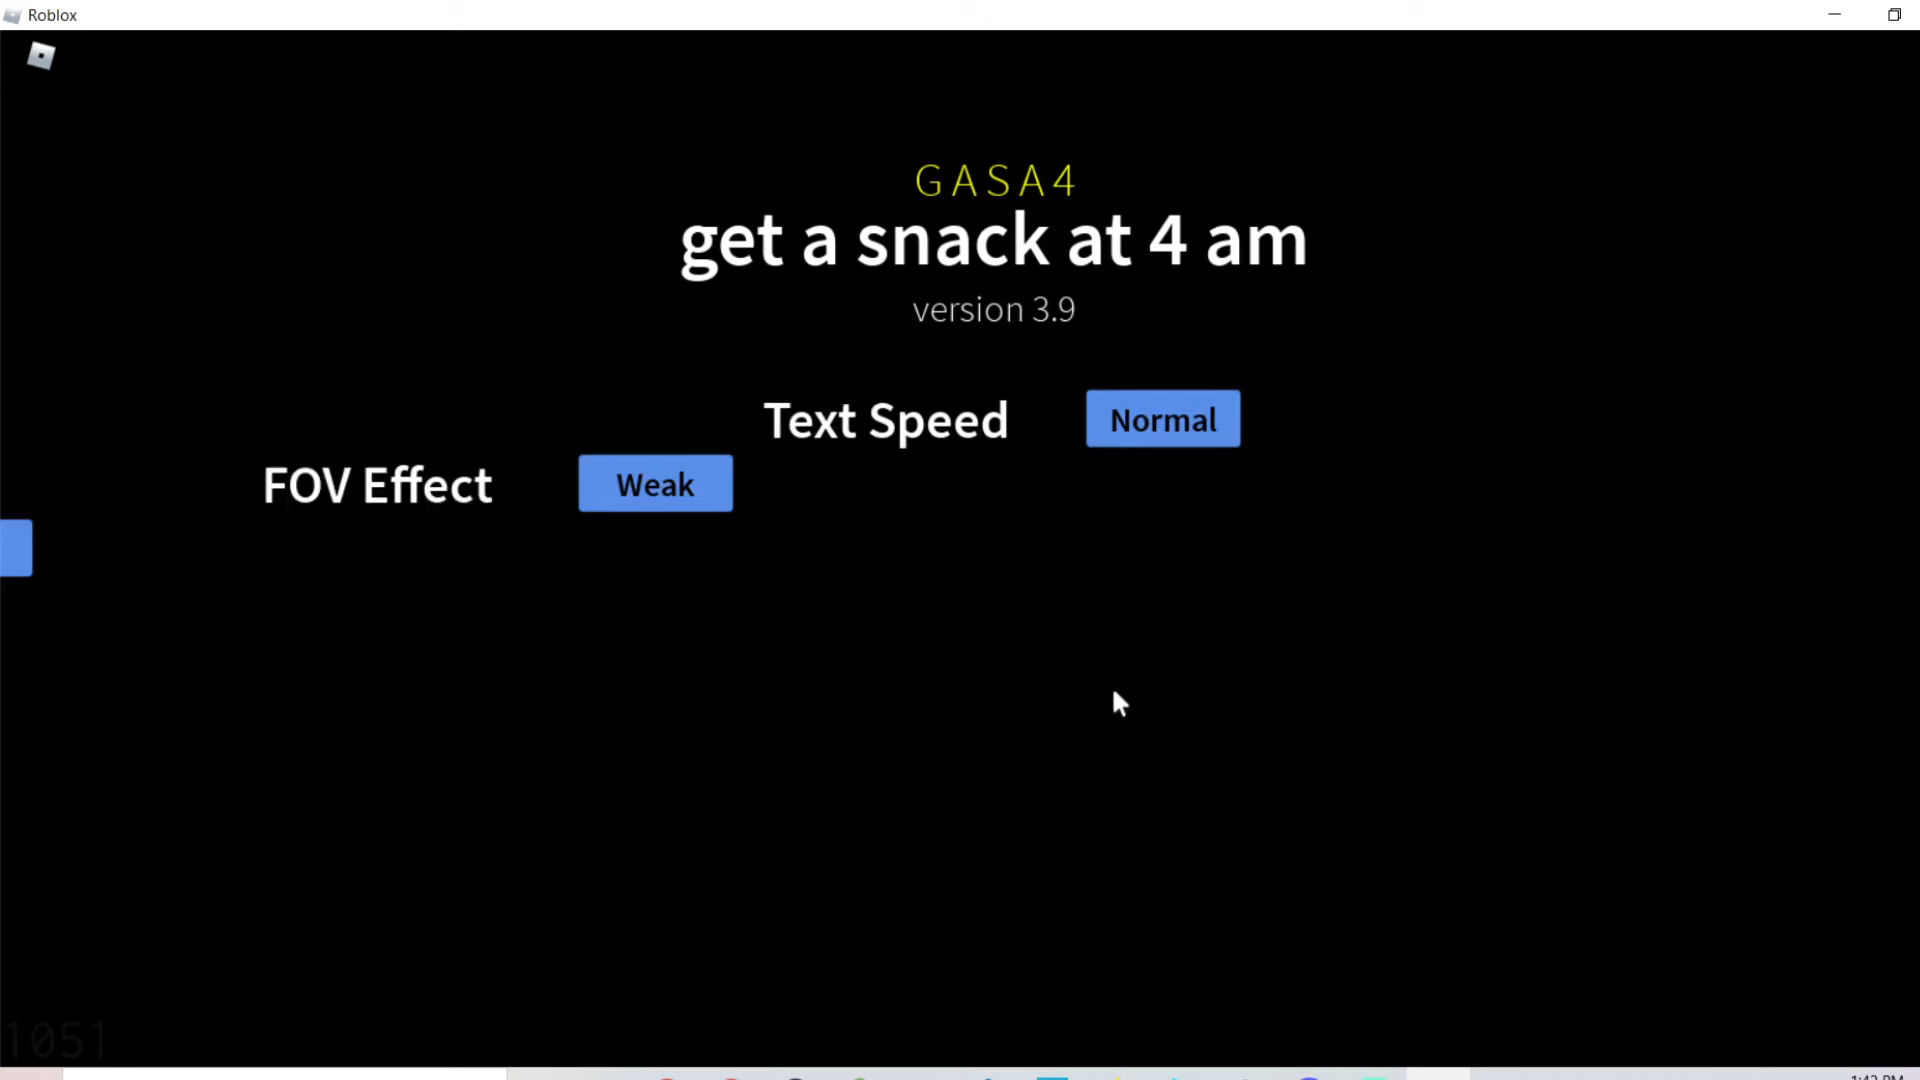 Roblox
GASA4
get a snack at 4 am
version 3.9
Text Speed Normal
FOV Effect Weak
1051